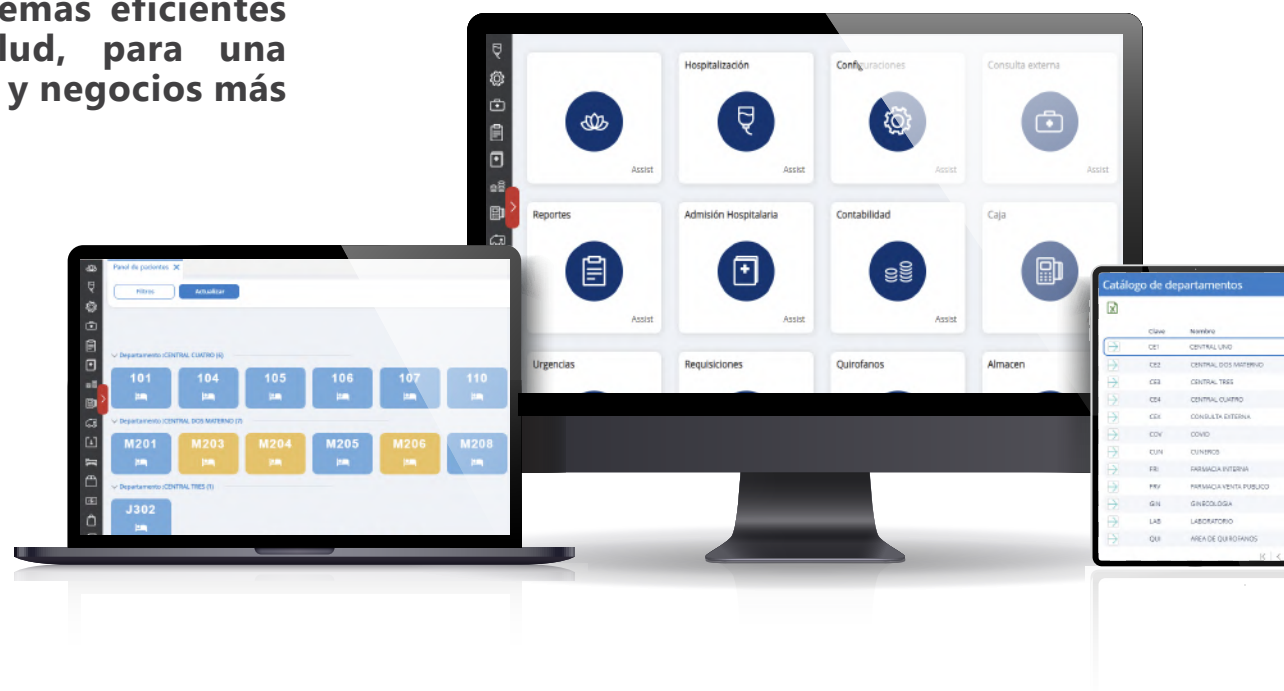 emas eficientes
lud, para una
y negocios más
Hospitalización
Configuraciones
Consulta externa
Assist
Assist
Assist
Assist
Reportes
Admisión Hospitalaria
Contabilidad
Caja
Assist
Assist
Assist
Urgencias
Requisiciones
Quirofanos
Almacen
Panel de pacientes X
Filtros
Actualizar
Departamento :CENTRAL CUATRO (6)
101 104 105 106 107 110
Departamento :CENTRAL DOS MATERNO (7)
M201 M203 M204 M205 M206 M208
Departamento :CENTRAL TRES (1)
J302
Catálogo de departamentos
Clave Nombre
CE1 CENTRAL UNO
CE2 CENTRAL DOS MATERNO
CE3 CENTRAL TRES
CE4 CENTRAL CUATRO
CEX CONSULTA EXTERNA
COV COVID
CUN CUNEROS
FRI FARMACIA INTERNA
FRV FARMACIA VENTA PUBLICO
GIN GINECOLOGIA
LAB LABORATORIO
QUI AREA DE QUIROFANOS